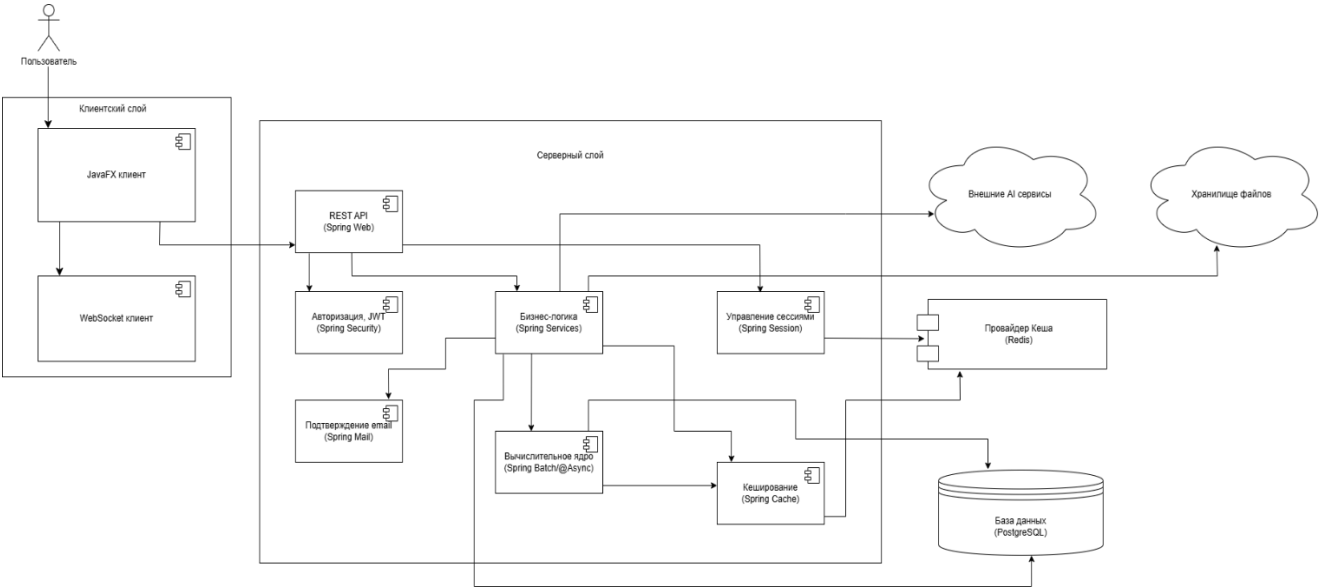 Пользователь
Клиентский слой
JavaFX клиент
WebSocket клиент
Серверный слой
REST API
(Spring Web)
Авторизация, JWT
(Spring Security)
Бизнес-логика
(Spring Services)
Управление сессиями
(Spring Session)
Подтверждение email
(Spring Mail)
Вычислительное ядро
(Spring Batch/@Async)
Кеширование
(Spring Cache)
Внешние AI сервисы
Хранилище файлов
Провайдер Кеша
(Redis)
База данных
(PostgreSQL)